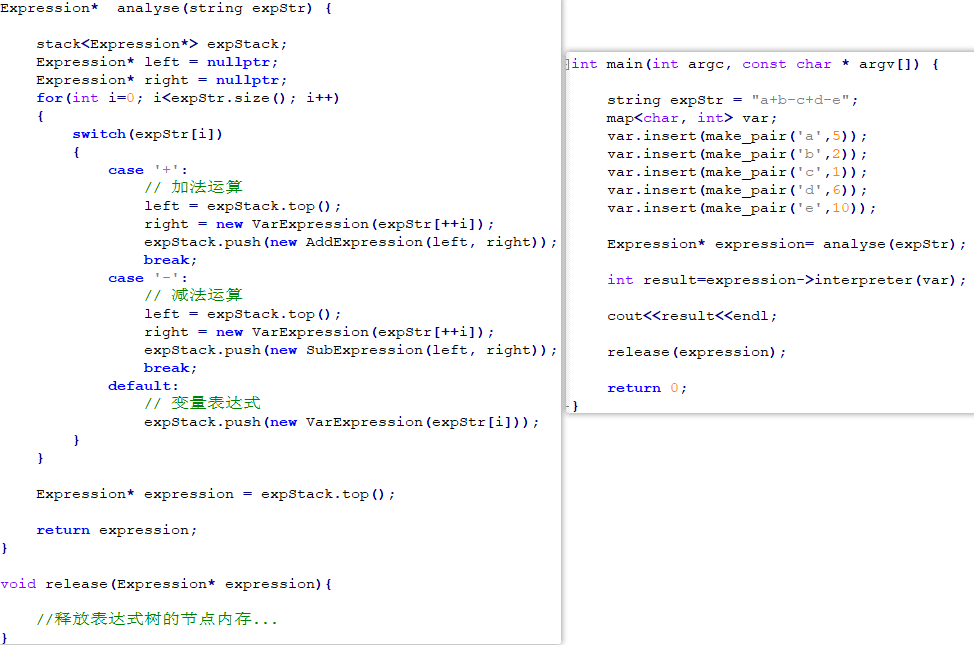 Expression*  analyse(string expStr) {
stack<Expression*> expStack;
Expression* left = nullptr;
Expression* right = nullptr;
for(int i=0; i<expStr.size(); i++)
{
switch(expStr[i])
{
case '+':
// 加法运算
left = expStack.top();
right = new VarExpression(expStr[++i]);
expStack.push(new AddExpression(left, right));
break;
case '-':
// 减法运算
left = expStack.top();
right = new VarExpression(expStr[++i]);
expStack.push(new SubExpression(left, right));
break;
default:
// 变量表达式
expStack.push(new VarExpression(expStr[i]));
}
}
Expression* expression = expStack.top();
return expression;
}
void release(Expression* expression){
//释放表达式树的节点内存...
}
int main(int argc, const char * argv[]) {
string expStr = "a+b-c+d-e";
map<char, int> var;
var.insert(make_pair('a',5));
var.insert(make_pair('b',2));
var.insert(make_pair('c',1));
var.insert(make_pair('d',6));
var.insert(make_pair('e',10));
Expression* expression= analyse(expStr);
int result=expression->interpreter(var);
cout<<result<<endl;
release(expression);
return 0;
}